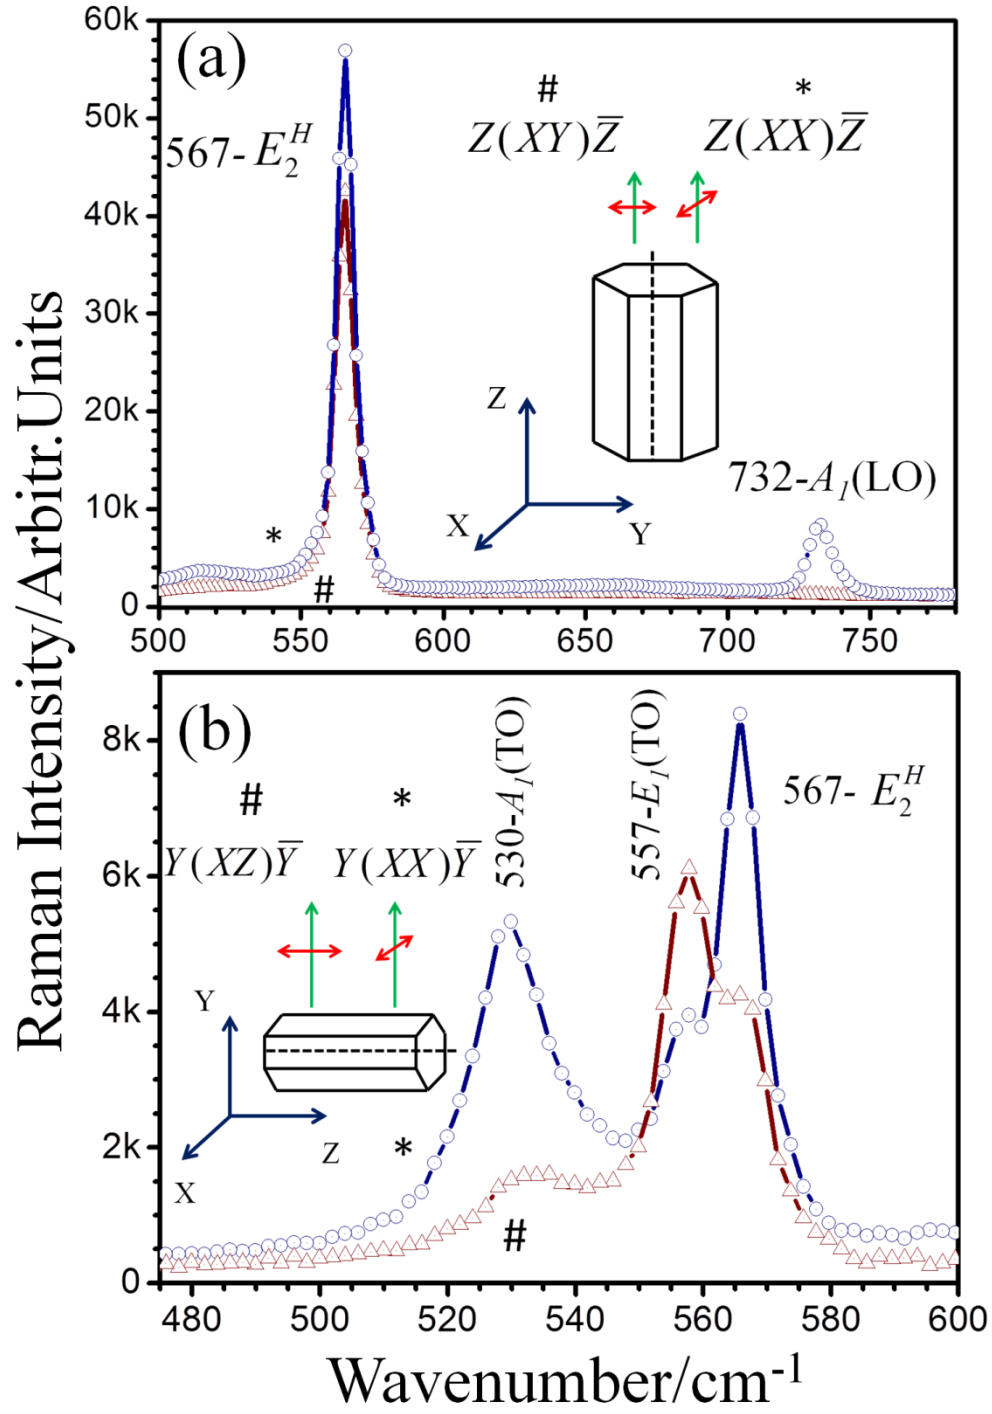 Raman Intensity/Arbitr.Units
60k
50k
40k
30k
20k
10k
0
(a)
567- E₂ᴴ
# *
Z(XY)Z̅ Z(XX)Z̅
Z
X
Y
732-A₁(LO)
*
#
500 550 600 650 700 750
8k
6k
4k
2k
0
(b)
# *
Y(XZ)Y̅ Y(XX)Y̅
530-A₁(TO)
557-E₁(TO)
567- E₂ᴴ
Y
Z
X
*
#
480 500 520 540 560 580 600
Wavenumber/cm⁻¹